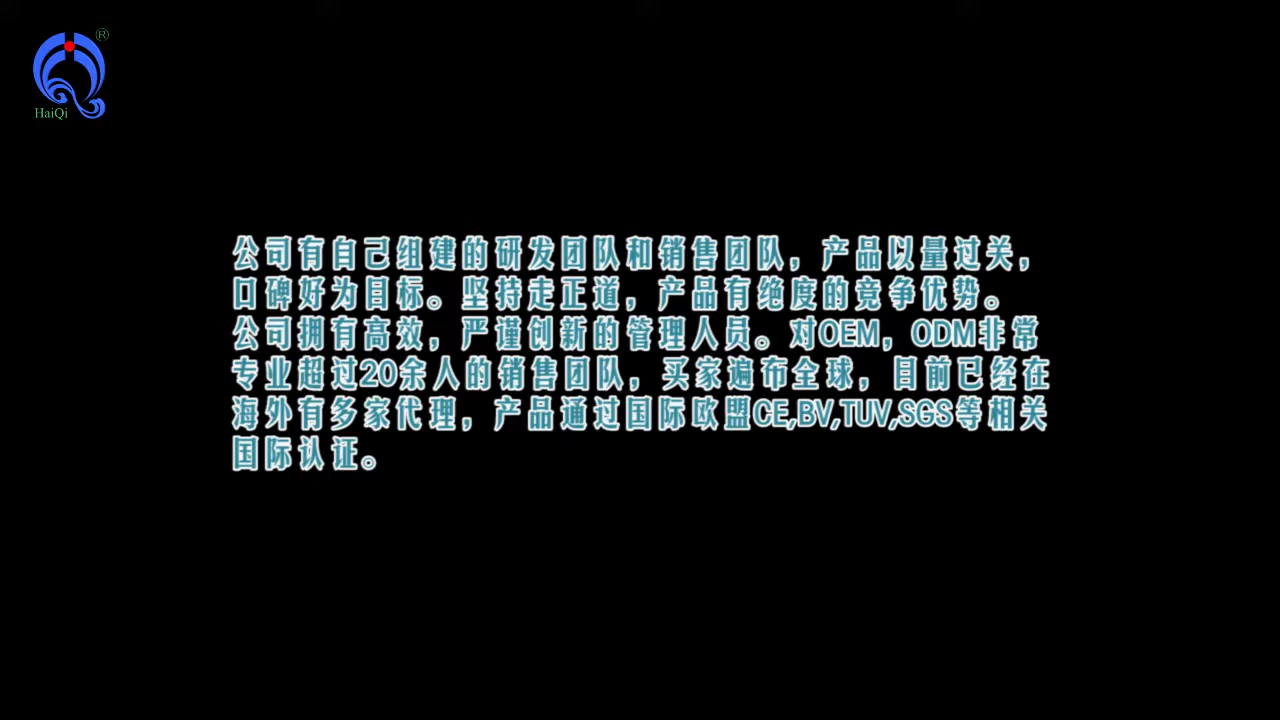 ®
HaiQi
公司有自己组建的研发团队和销售团队，产品以量过关，
口碑好为目标。坚持走正道，产品有绝度的竞争优势。
公司拥有高效，严谨创新的管理人员。对OEM，ODM非常
专业超过20余人的销售团队，买家遍布全球，目前已经在
海外有多家代理，产品通过国际欧盟CE,BV,TUV,SGS等相关
国际认证。